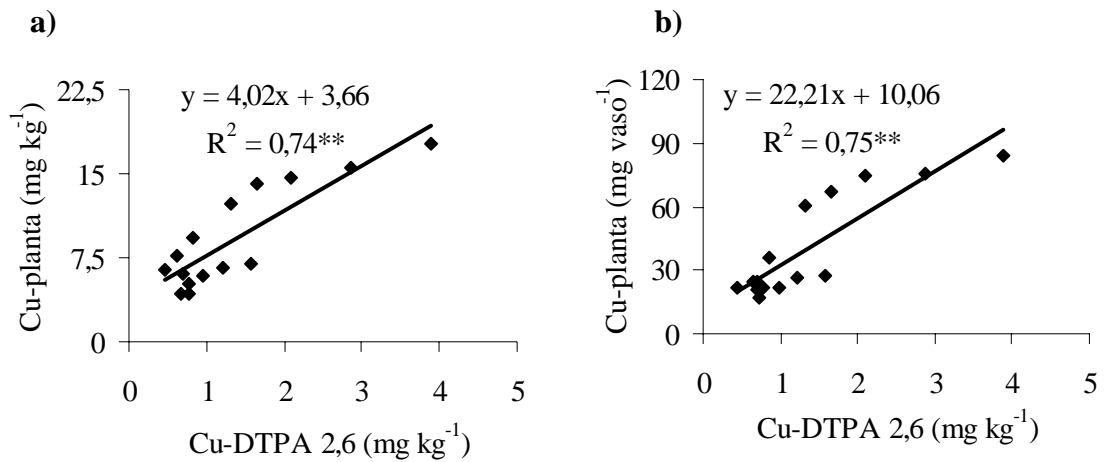 a)
y = 4,02x + 3,66
R² = 0,74**
Cu-planta (mg kg⁻¹)
22,5
15
7,5
0
0 1 2 3 4 5
Cu-DTPA 2,6 (mg kg⁻¹)
b)
y = 22,21x + 10,06
R² = 0,75**
Cu-planta (mg vaso⁻¹)
120
90
60
30
0
0 1 2 3 4 5
Cu-DTPA 2,6 (mg kg⁻¹)